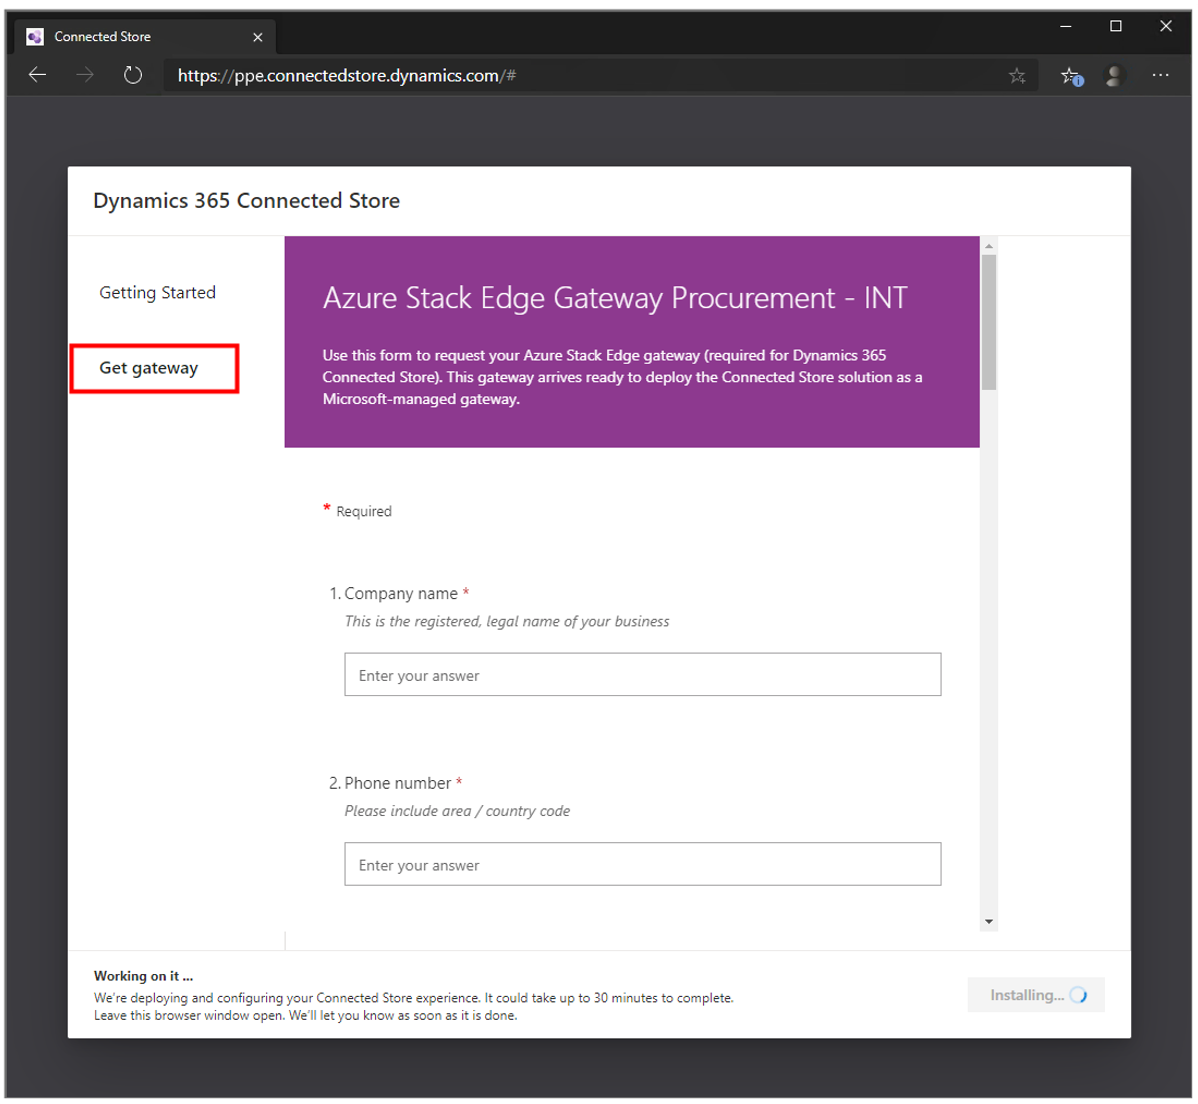 Connected Store
https://ppe.connectedstore.dynamics.com/#
Dynamics 365 Connected Store
Getting Started
Get gateway
Azure Stack Edge Gateway Procurement - INT
Use this form to request your Azure Stack Edge gateway (required for Dynamics 365
Connected Store). This gateway arrives ready to deploy the Connected Store solution as a
Microsoft-managed gateway.
* Required
1. Company name *
This is the registered, legal name of your business
Enter your answer
2. Phone number *
Please include area / country code
Enter your answer
Working on it ...
We're deploying and configuring your Connected Store experience. It could take up to 30 minutes to complete.
Leave this browser window open. We'll let you know as soon as it is done.
Installing...